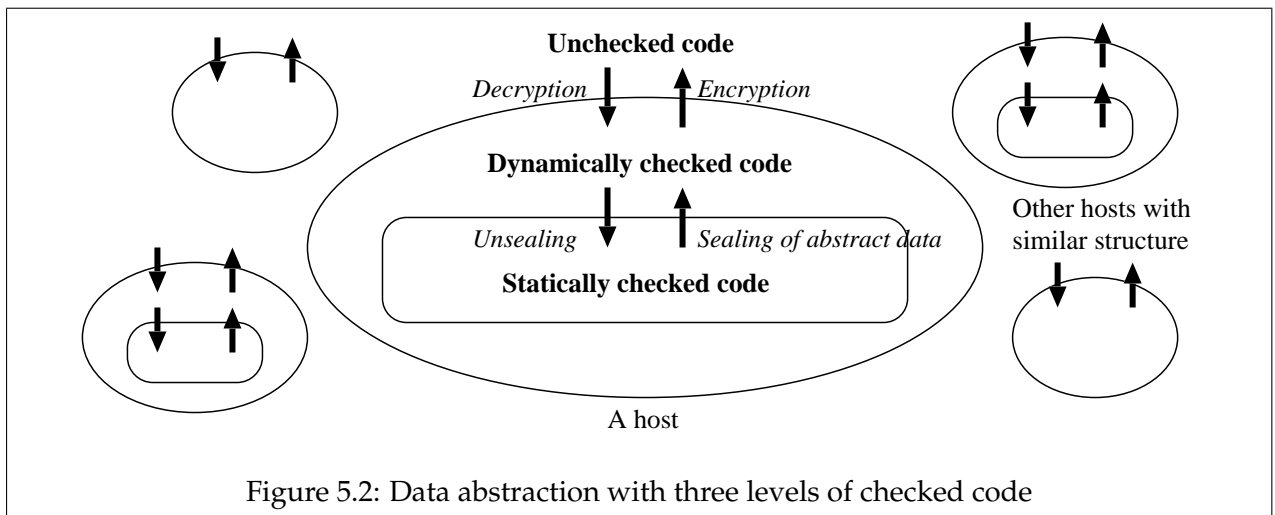 Unchecked code
Decryption
Encryption
Dynamically checked code
Unsealing
Sealing of abstract data
Statically checked code
Other hosts with
similar structure
A host
Figure 5.2: Data abstraction with three levels of checked code